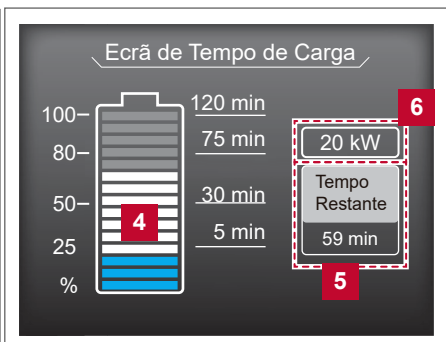 Ecrã de Tempo de Carga
120 min
100-
6
75 min
20 kW
80-
Tempo
Restante
30 min
50-
4
5 min
59 min
25
5
%